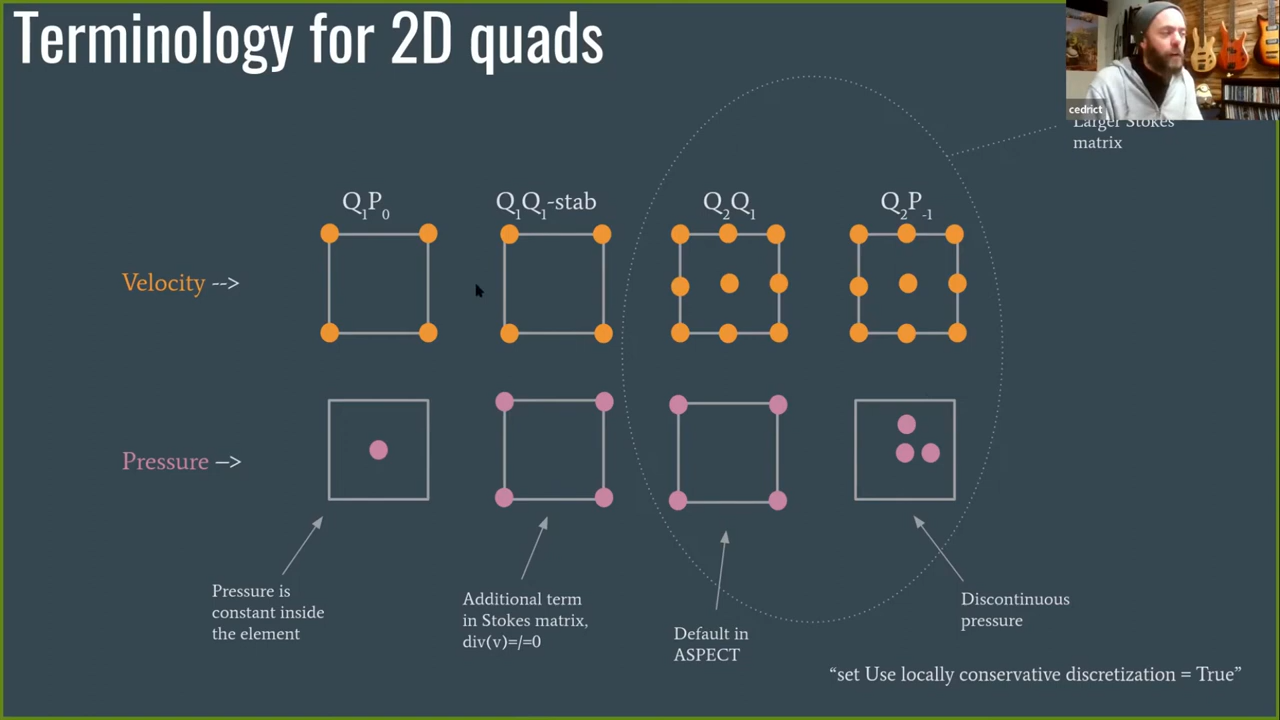 Terminology for 2D quads
cedrict
Larger Stokes
matrix
Q₁P₀
Q₁Q₁-stab
Q₂Q₁
Q₂P₋₁
Velocity -->
Pressure –>
Pressure is
constant inside
the element
Additional term
in Stokes matrix,
div(v)=/=0
Default in
ASPECT
Discontinuous
pressure
“set Use locally conservative discretization = True”